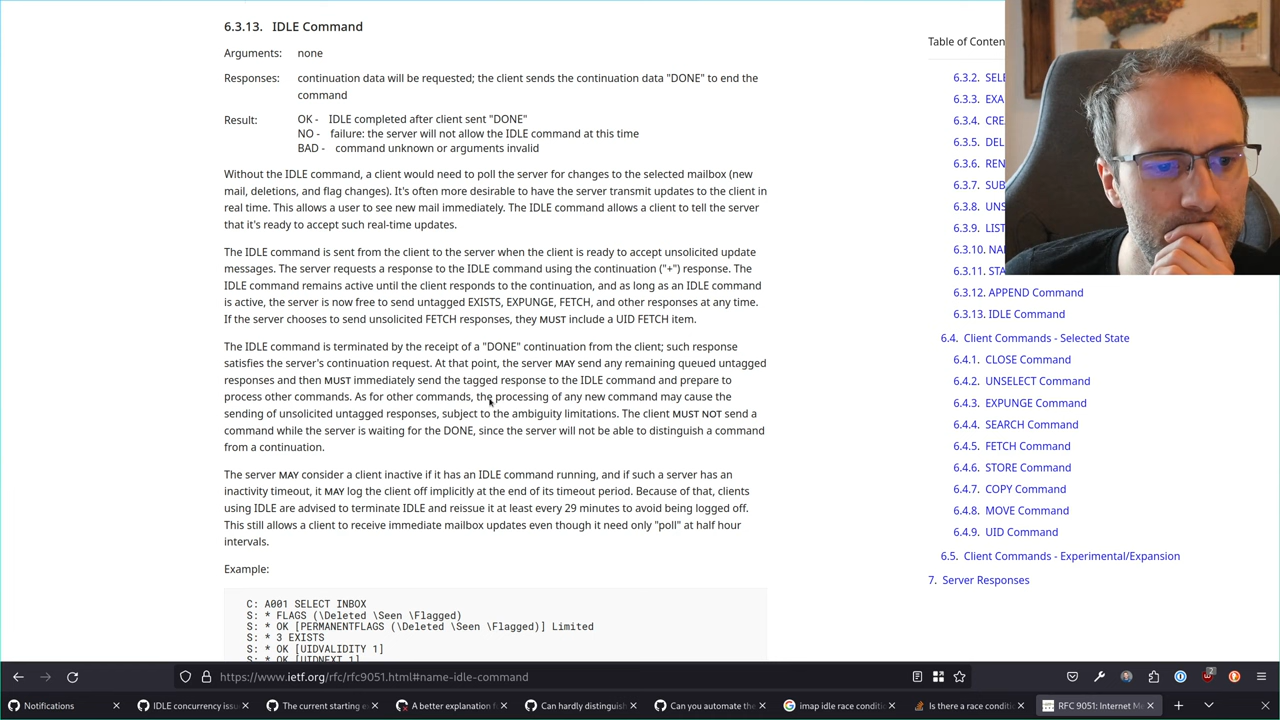 6.3.13. IDLE Command
Arguments: none
Responses: continuation data will be requested; the client sends the continuation data "DONE" to end the
command
Result: OK - IDLE completed after client sent "DONE"
NO - failure: the server will not allow the IDLE command at this time
BAD - command unknown or arguments invalid
Without the IDLE command, a client would need to poll the server for changes to the selected mailbox (new
mail, deletions, and flag changes). It's often more desirable to have the server transmit updates to the client in
real time. This allows a user to see new mail immediately. The IDLE command allows a client to tell the server
that it's ready to accept such real-time updates.
The IDLE command is sent from the client to the server when the client is ready to accept unsolicited update
messages. The server requests a response to the IDLE command using the continuation ("+") response. The
IDLE command remains active until the client responds to the continuation, and as long as an IDLE command
is active, the server is now free to send untagged EXISTS, EXPUNGE, FETCH, and other responses at any time.
If the server chooses to send unsolicited FETCH responses, they MUST include a UID FETCH item.
The IDLE command is terminated by the receipt of a "DONE" continuation from the client; such response
satisfies the server's continuation request. At that point, the server MAY send any remaining queued untagged
responses and then MUST immediately send the tagged response to the IDLE command and prepare to
process other commands. As for other commands, the processing of any new command may cause the
sending of unsolicited untagged responses, subject to the ambiguity limitations. The client MUST NOT send a
command while the server is waiting for the DONE, since the server will not be able to distinguish a command
from a continuation.
The server MAY consider a client inactive if it has an IDLE command running, and if such a server has an
inactivity timeout, it MAY log the client off implicitly at the end of its timeout period. Because of that, clients
using IDLE are advised to terminate IDLE and reissue it at least every 29 minutes to avoid being logged off.
This still allows a client to receive immediate mailbox updates even though it need only "poll" at half hour
intervals.
Example:
C: A001 SELECT INBOX
S: * FLAGS (\Deleted \Seen \Flagged)
S: * OK [PERMANENTFLAGS (\Deleted \Seen \Flagged)] Limited
S: * 3 EXISTS
S: * OK [UIDVALIDITY 1]
S: * OK [UIDNEXT 1]
Table of Conten
6.3.2. SELE
6.3.3. EXA
6.3.4. CRE
6.3.5. DEL
6.3.6. REN
6.3.7. SUB
6.3.8. UNS
6.3.9. LIST
6.3.10. NA
6.3.11. STA
6.3.12. APPEND Command
6.3.13. IDLE Command
6.4. Client Commands - Selected State
6.4.1. CLOSE Command
6.4.2. UNSELECT Command
6.4.3. EXPUNGE Command
6.4.4. SEARCH Command
6.4.5. FETCH Command
6.4.6. STORE Command
6.4.7. COPY Command
6.4.8. MOVE Command
6.4.9. UID Command
6.5. Client Commands - Experimental/Expansion
7. Server Responses
https://www.ietf.org/rfc/rfc9051.html#name-idle-command
2
Notifications
IDLE concurrency issu
The current starting e
A better explanation f
Can hardly distinguish
Can you automate the
imap idle race conditi
Is there a race conditi
RFC 9051: Internet M